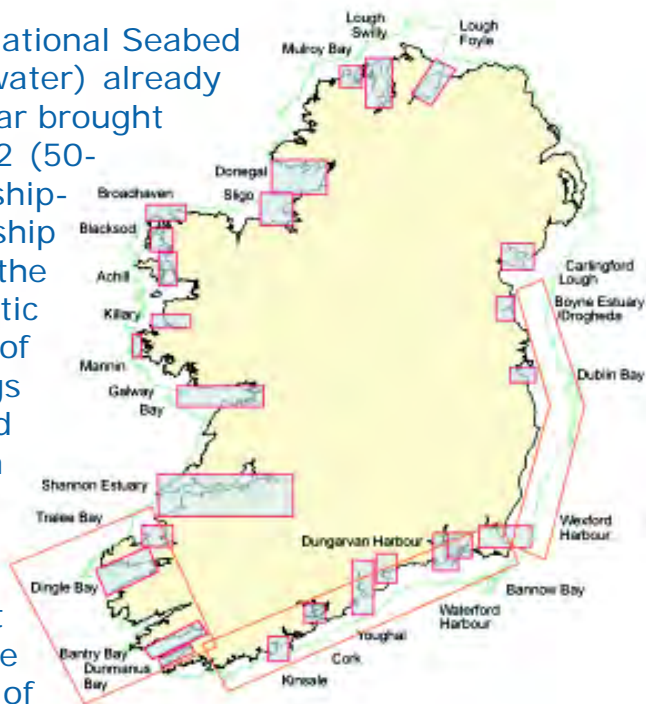 ational Seabed
water) already
ar brought
2 (50-
ship-
ship
the
tic
of
gs
d
n
t
e
of
Lough
Swilly
Lough
Foyle
Mulroy Bay
Donegal
Sligo
Broadhaven
Blacksod
Achill
Killary
Mannin
Galway
Bay
Shannon Estuary
Tralee Bay
Dingle Bay
Bantry Bay
Dunmanus
Bay
Carlingford
Lough
Boyne Estuary
/Drogheda
Dublin Bay
Wexford
Harbour
Dungarvan Harbour
Bannow Bay
Waterford
Harbour
Youghal
Cork
Kinsale